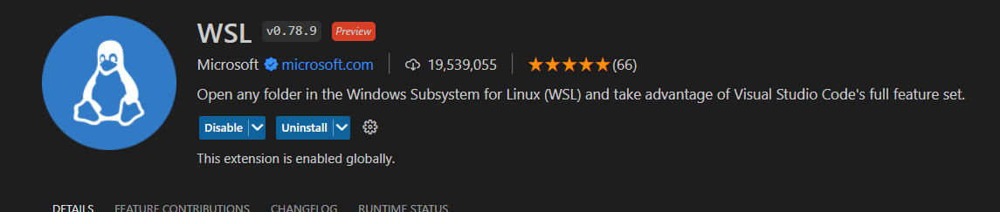 WSL v0.78.9 Preview
Microsoft microsoft.com 19,539,055 (66)
Open any folder in the Windows Subsystem for Linux (WSL) and take advantage of Visual Studio Code's full feature set.
Disable Uninstall
This extension is enabled globally.
DETAILS FEATURE CONTRIBUTIONS CHANGELOG RUNTIME STATUS